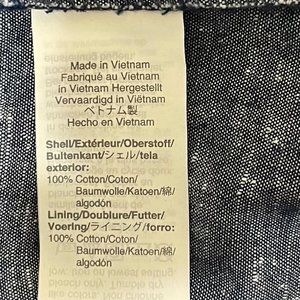 Made in Vietnam
Fabriqué au Vietnam
in Vietnam Hergestellt
Vervaardigd in Viëtnam
ベトナム製
Hecho en Vietnam
Shell/Extérieur/Oberstoff/
Buitenkant/シェル/tela
exterior:
100% Cotton/Coton/
Baumwolle/Katoen/綿/
algodón
Lining/Doublure/Futter/
Voering/ライニング/forro:
100% Cotton/Coton/
Baumwolle/Katoen/綿/
algodón